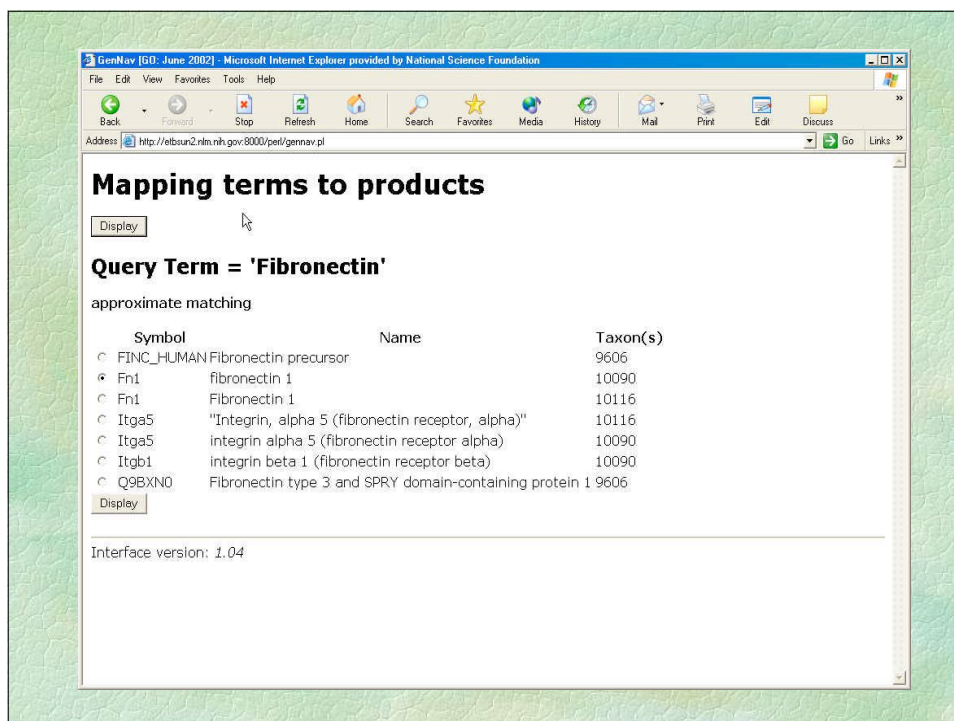 GenNav [GO: June 2002] - Microsoft Internet Explorer provided by National Science Foundation
File Edit View Favorites Tools Help
Back Forward Stop Refresh Home Search Favorites Media History Mail Print Edit Discuss »
Address http://etbsun2.nlm.nih.gov:8000/perl/gennav.pl Go Links »
Mapping terms to products
Display
Query Term = 'Fibronectin'
approximate matching
Symbol Name Taxon(s)
FINC_HUMAN Fibronectin precursor 9606
Fn1 fibronectin 1 10090
Fn1 Fibronectin 1 10116
Itga5 "Integrin, alpha 5 (fibronectin receptor, alpha)" 10116
Itga5 integrin alpha 5 (fibronectin receptor alpha) 10090
Itgb1 integrin beta 1 (fibronectin receptor beta) 10090
Q9BXN0 Fibronectin type 3 and SPRY domain-containing protein 1 9606
Display
Interface version: 1.04